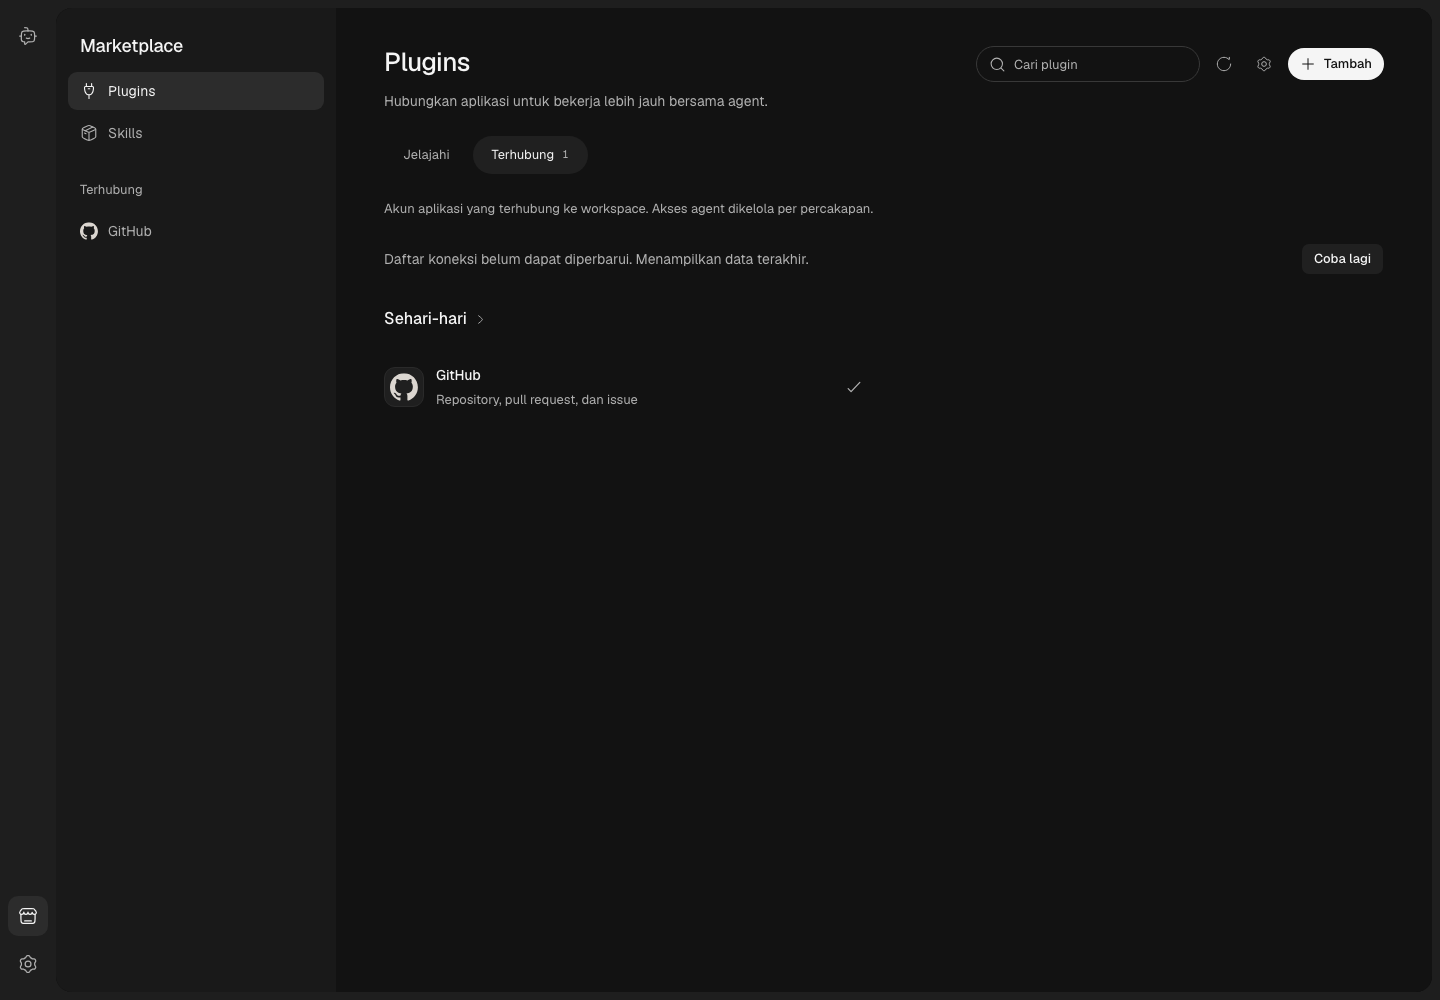 Marketplace
Plugins
Skills
Terhubung
GitHub
Plugins
Cari plugin
Tambah
Hubungkan aplikasi untuk bekerja lebih jauh bersama agent.
Jelajahi
Terhubung 1
Akun aplikasi yang terhubung ke workspace. Akses agent dikelola per percakapan.
Daftar koneksi belum dapat diperbarui. Menampilkan data terakhir.
Coba lagi
Sehari-hari
GitHub
Repository, pull request, dan issue